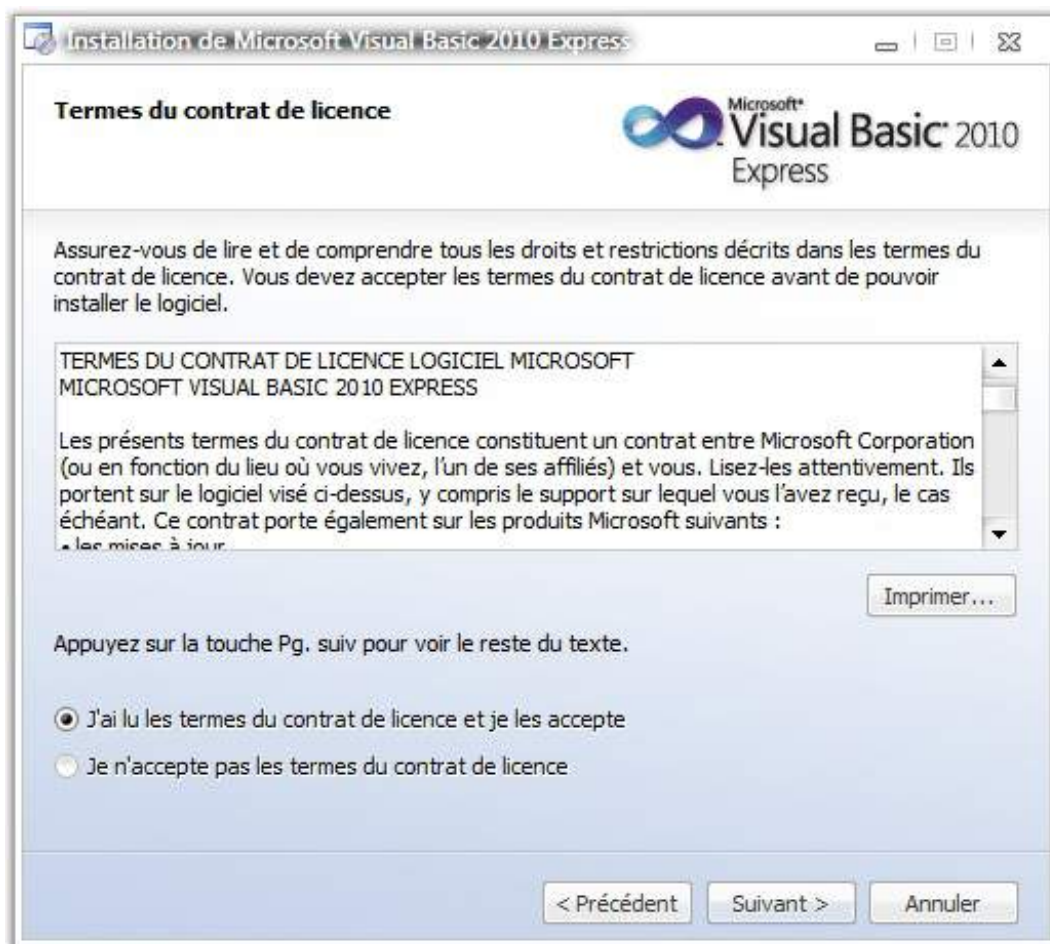 Installation de Microsoft Visual Basic 2010 Express
Termes du contrat de licence
Microsoft®
Visual Basic® 2010
Express
Assurez-vous de lire et de comprendre tous les droits et restrictions décrits dans les termes du
contrat de licence. Vous devez accepter les termes du contrat de licence avant de pouvoir
installer le logiciel.
TERMES DU CONTRAT DE LICENCE LOGICIEL MICROSOFT
MICROSOFT VISUAL BASIC 2010 EXPRESS
Les présents termes du contrat de licence constituent un contrat entre Microsoft Corporation
(ou en fonction du lieu où vous vivez, l’un de ses affiliés) et vous. Lisez-les attentivement. Ils
portent sur le logiciel visé ci-dessus, y compris le support sur lequel vous l’avez reçu, le cas
échéant. Ce contrat porte également sur les produits Microsoft suivants :
• les mises à jour
Imprimer...
Appuyez sur la touche Pg. suiv pour voir le reste du texte.
J'ai lu les termes du contrat de licence et je les accepte
Je n'accepte pas les termes du contrat de licence
< Précédent
Suivant >
Annuler